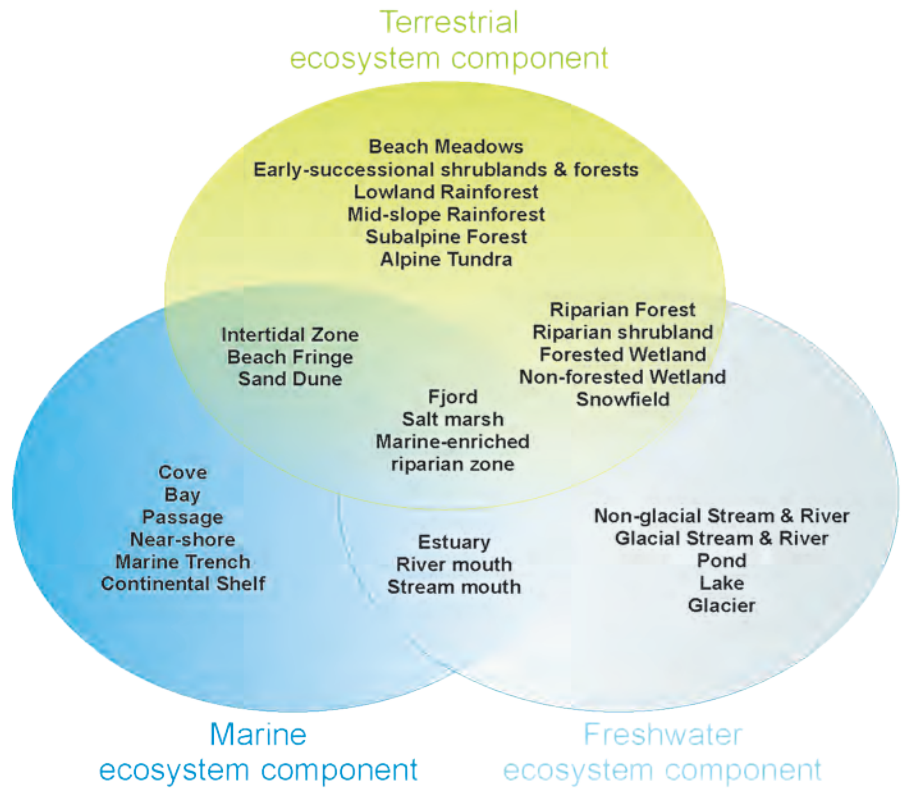 Terrestrial
ecosystem component
Beach Meadows
Early-successional shrublands & forests
Lowland Rainforest
Mid-slope Rainforest
Subalpine Forest
Alpine Tundra
Intertidal Zone
Beach Fringe
Sand Dune
Riparian Forest
Riparian shrubland
Forested Wetland
Non-forested Wetland
Snowfield
Fjord
Salt marsh
Marine-enriched
riparian zone
Cove
Bay
Passage
Near-shore
Marine Trench
Continental Shelf
Estuary
River mouth
Stream mouth
Non-glacial Stream & River
Glacial Stream & River
Pond
Lake
Glacier
Marine
ecosystem component
Freshwater
ecosystem component